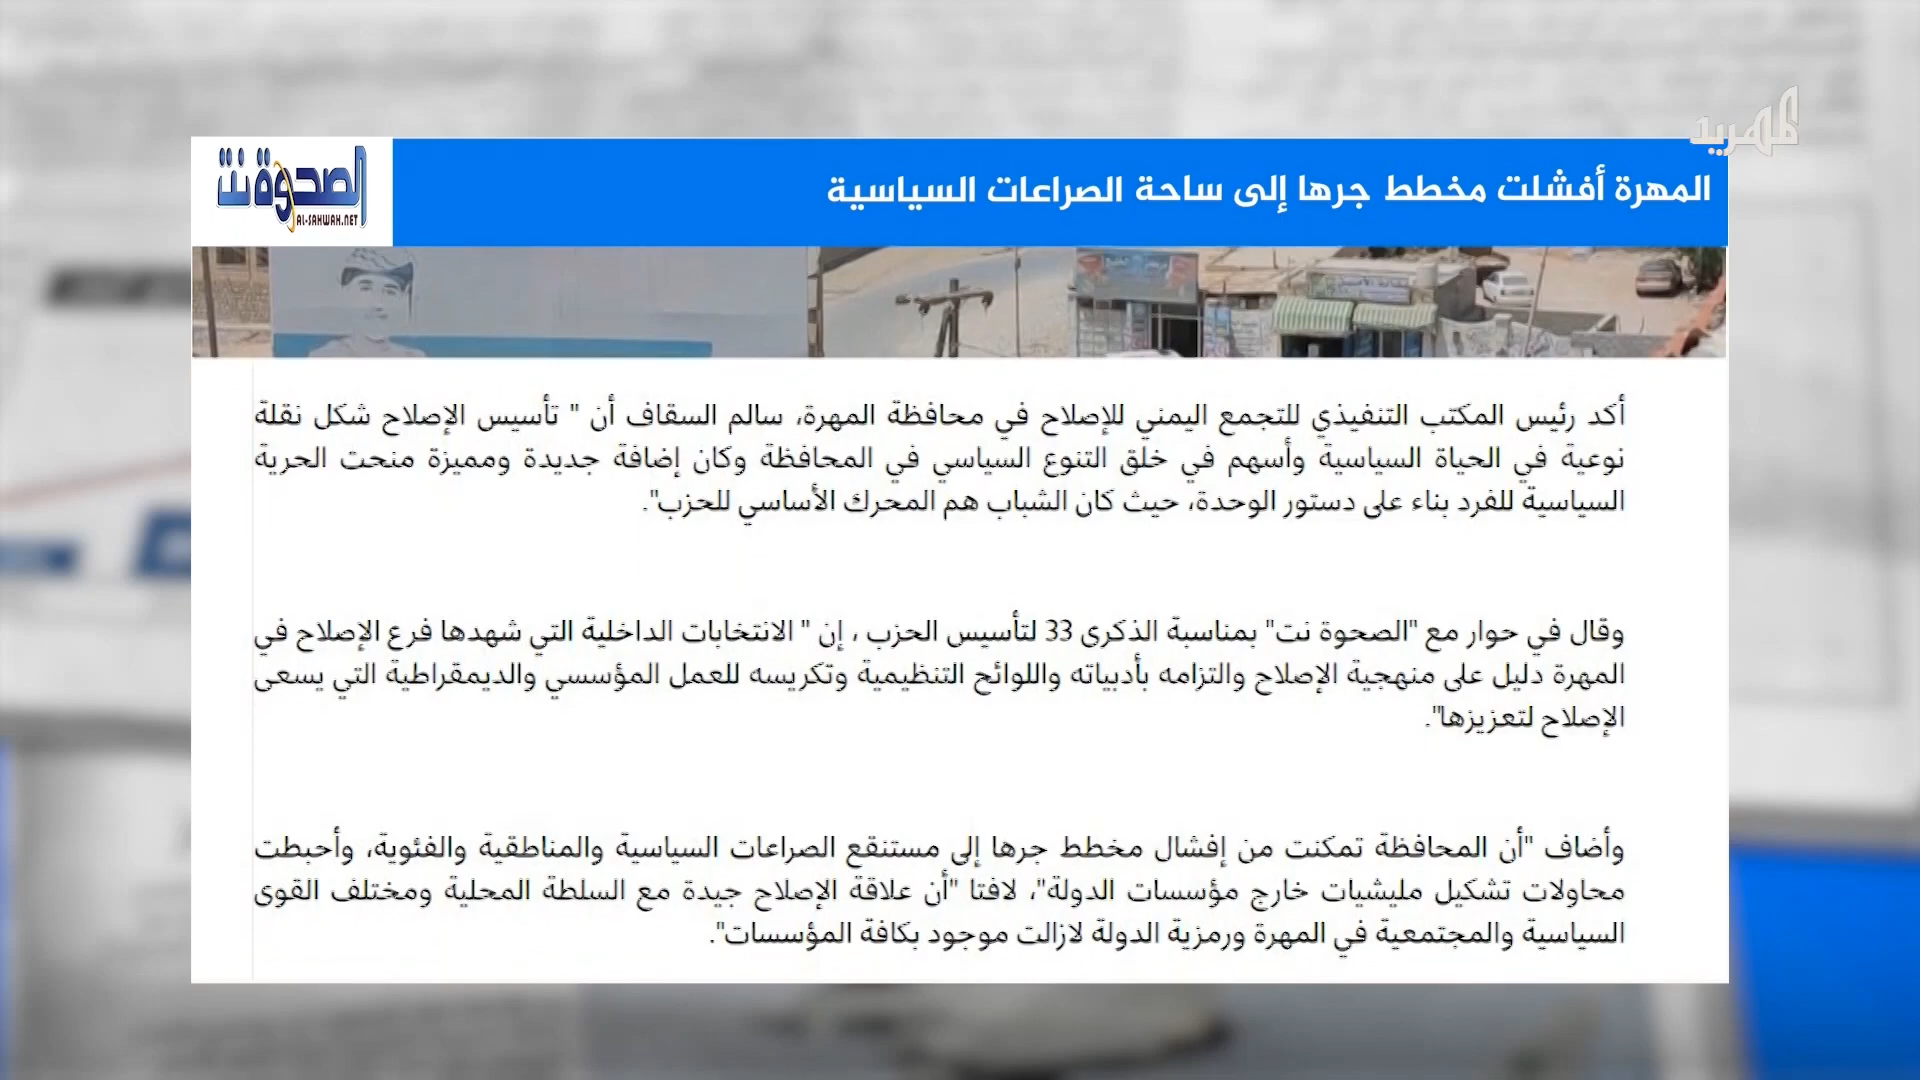 المهرية
الصحوة نت
AL-SAHWAH.NET
المهرة أفشلت مخطط جرها إلى ساحة الصراعات السياسية
أكد رئيس المكتب التنفيذي للتجمع اليمني للإصلاح في محافظة المهرة، سالم السقاف أن " تأسيس الإصلاح شكل نقلة
نوعية في الحياة السياسية وأسهم في خلق التنوع السياسي في المحافظة وكان إضافة جديدة ومميزة منحت الحرية
السياسية للفرد بناء على دستور الوحدة، حيث كان الشباب هم المحرك الأساسي للحزب".
وقال في حوار مع "الصحوة نت" بمناسبة الذكرى 33 لتأسيس الحزب ، إن " الانتخابات الداخلية التي شهدها فرع الإصلاح في
المهرة دليل على منهجية الإصلاح والتزامه بأدبياته واللوائح التنظيمية وتكريسه للعمل المؤسسي والديمقراطية التي يسعى
الإصلاح لتعزيزها".
وأضاف "أن المحافظة تمكنت من إفشال مخطط جرها إلى مستنقع الصراعات السياسية والمناطقية والفئوية، وأحبطت
محاولات تشكيل مليشيات خارج مؤسسات الدولة"، لافتا "أن علاقة الإصلاح جيدة مع السلطة المحلية ومختلف القوى
السياسية والمجتمعية في المهرة ورمزية الدولة لازالت موجود بكافة المؤسسات".